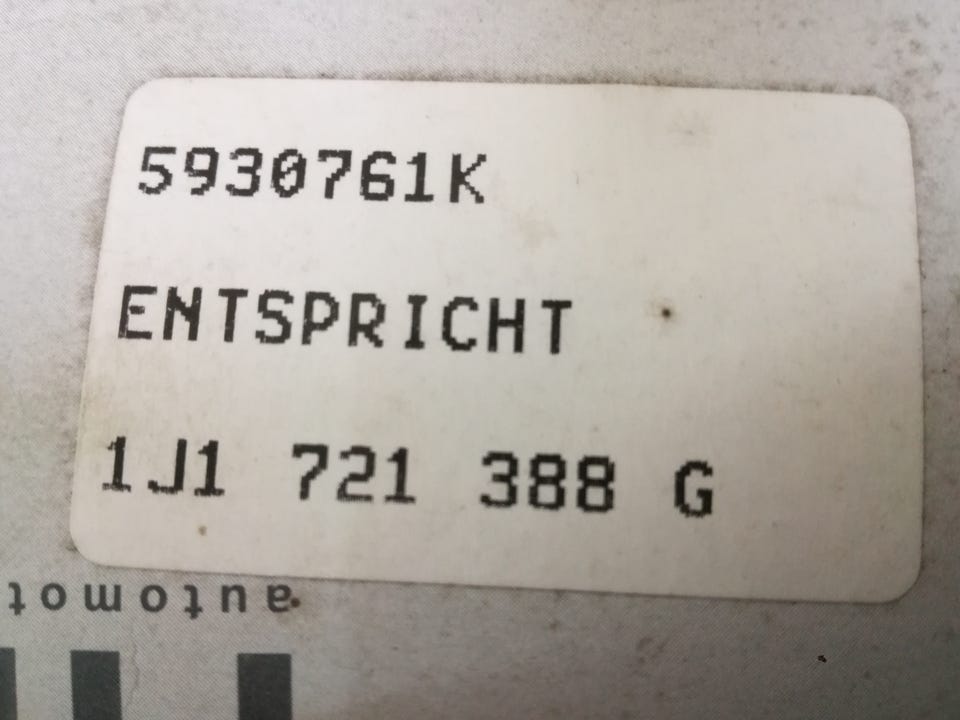 5930761K
ENTSPRICHT
1J1 721 388 G
automot